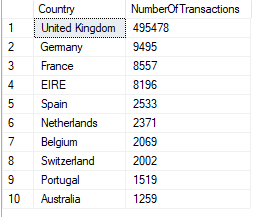 Country NumberOfTransactions
1 United Kingdom 495478
2 Germany 9495
3 France 8557
4 EIRE 8196
5 Spain 2533
6 Netherlands 2371
7 Belgium 2069
8 Switzerland 2002
9 Portugal 1519
10 Australia 1259